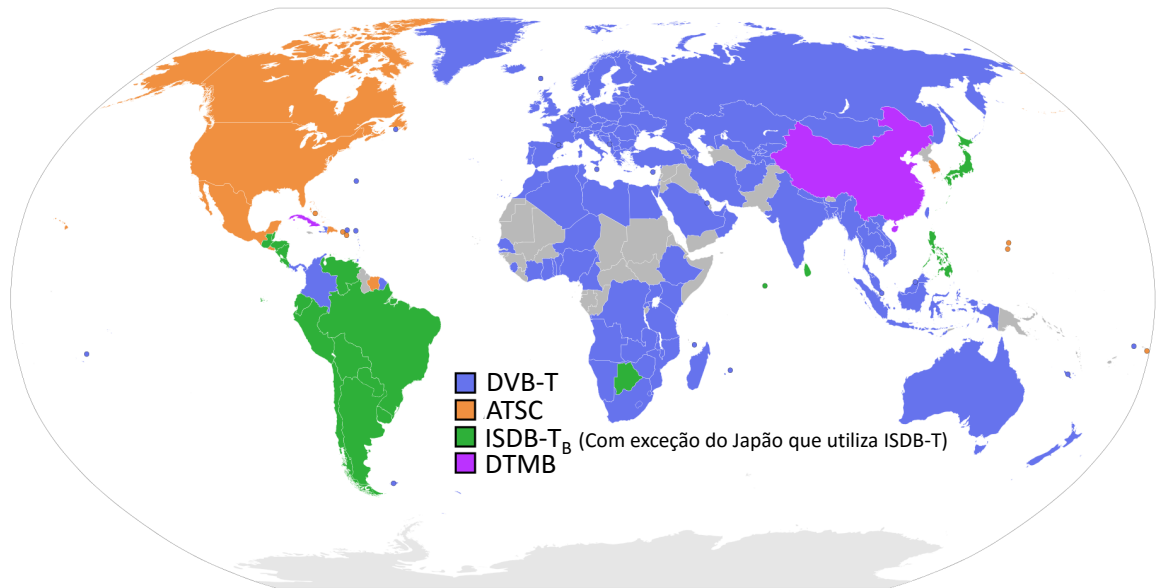 DVB-T
ATSC
ISDB-TB (Com exceção do Japão que utiliza ISDB-T)
DTMB